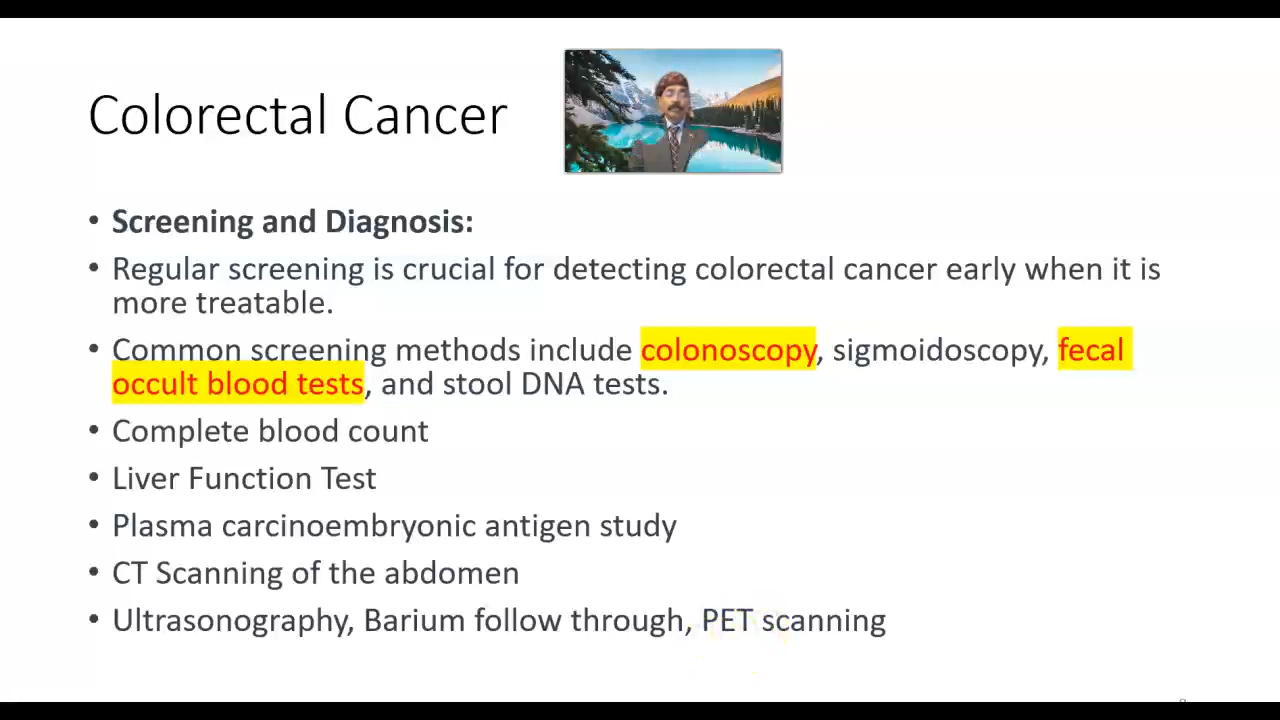 Colorectal Cancer
• Screening and Diagnosis:
• Regular screening is crucial for detecting colorectal cancer early when it is
more treatable.
• Common screening methods include colonoscopy, sigmoidoscopy, fecal
occult blood tests, and stool DNA tests.
• Complete blood count
• Liver Function Test
• Plasma carcinoembryonic antigen study
• CT Scanning of the abdomen
• Ultrasonography, Barium follow through, PET scanning